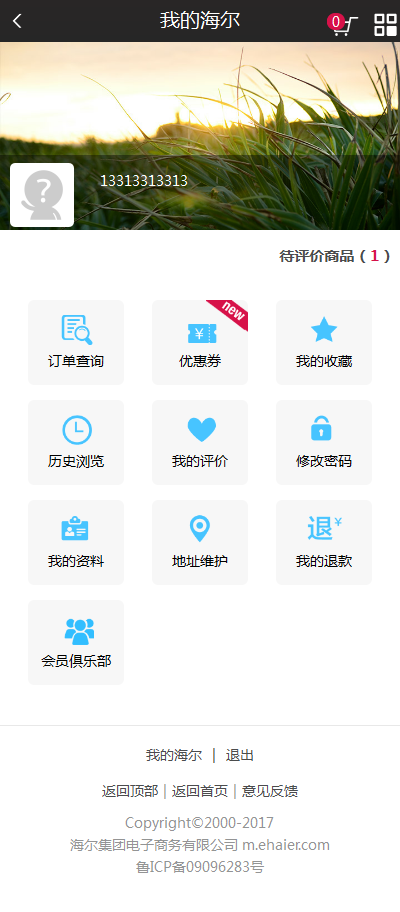 我的海尔
0
13313313313
待评价商品（1）
订单查询
new
¥
优惠券
我的收藏
历史浏览
我的评价
修改密码
我的资料
地址维护
退¥
我的退款
会员俱乐部
我的海尔 | 退出
返回顶部 | 返回首页 | 意见反馈
Copyright©2000-2017
海尔集团电子商务有限公司 m.ehaier.com
鲁ICP备09096283号